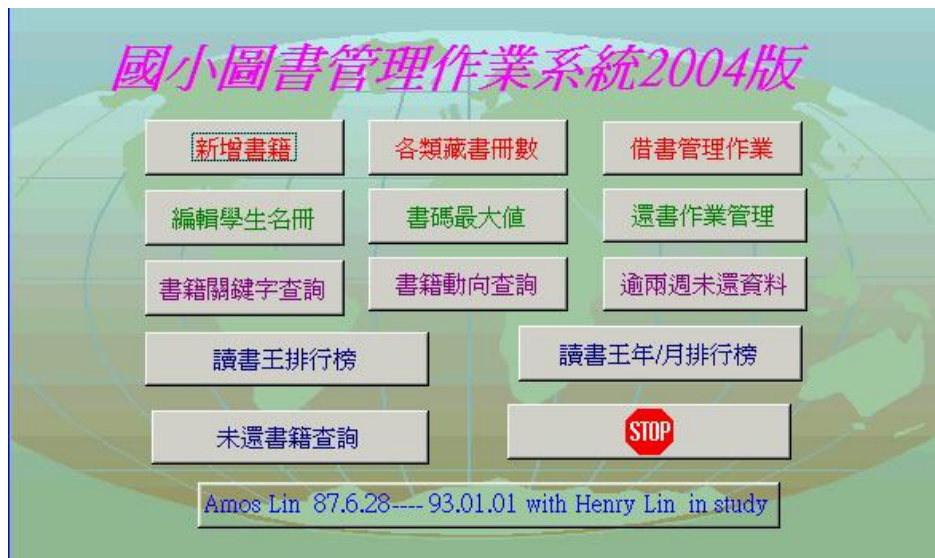 國小圖書管理作業系統2004版
新增書籍 各類藏書冊數 借書管理作業
編輯學生名冊 書碼最大值 還書作業管理
書籍關鍵字查詢 書籍動向查詢 逾兩週未還資料
讀書王排行榜 讀書王年/月排行榜
未還書籍查詢 STOP
Amos Lin 87.6.28---- 93.01.01 with Henry Lin in study